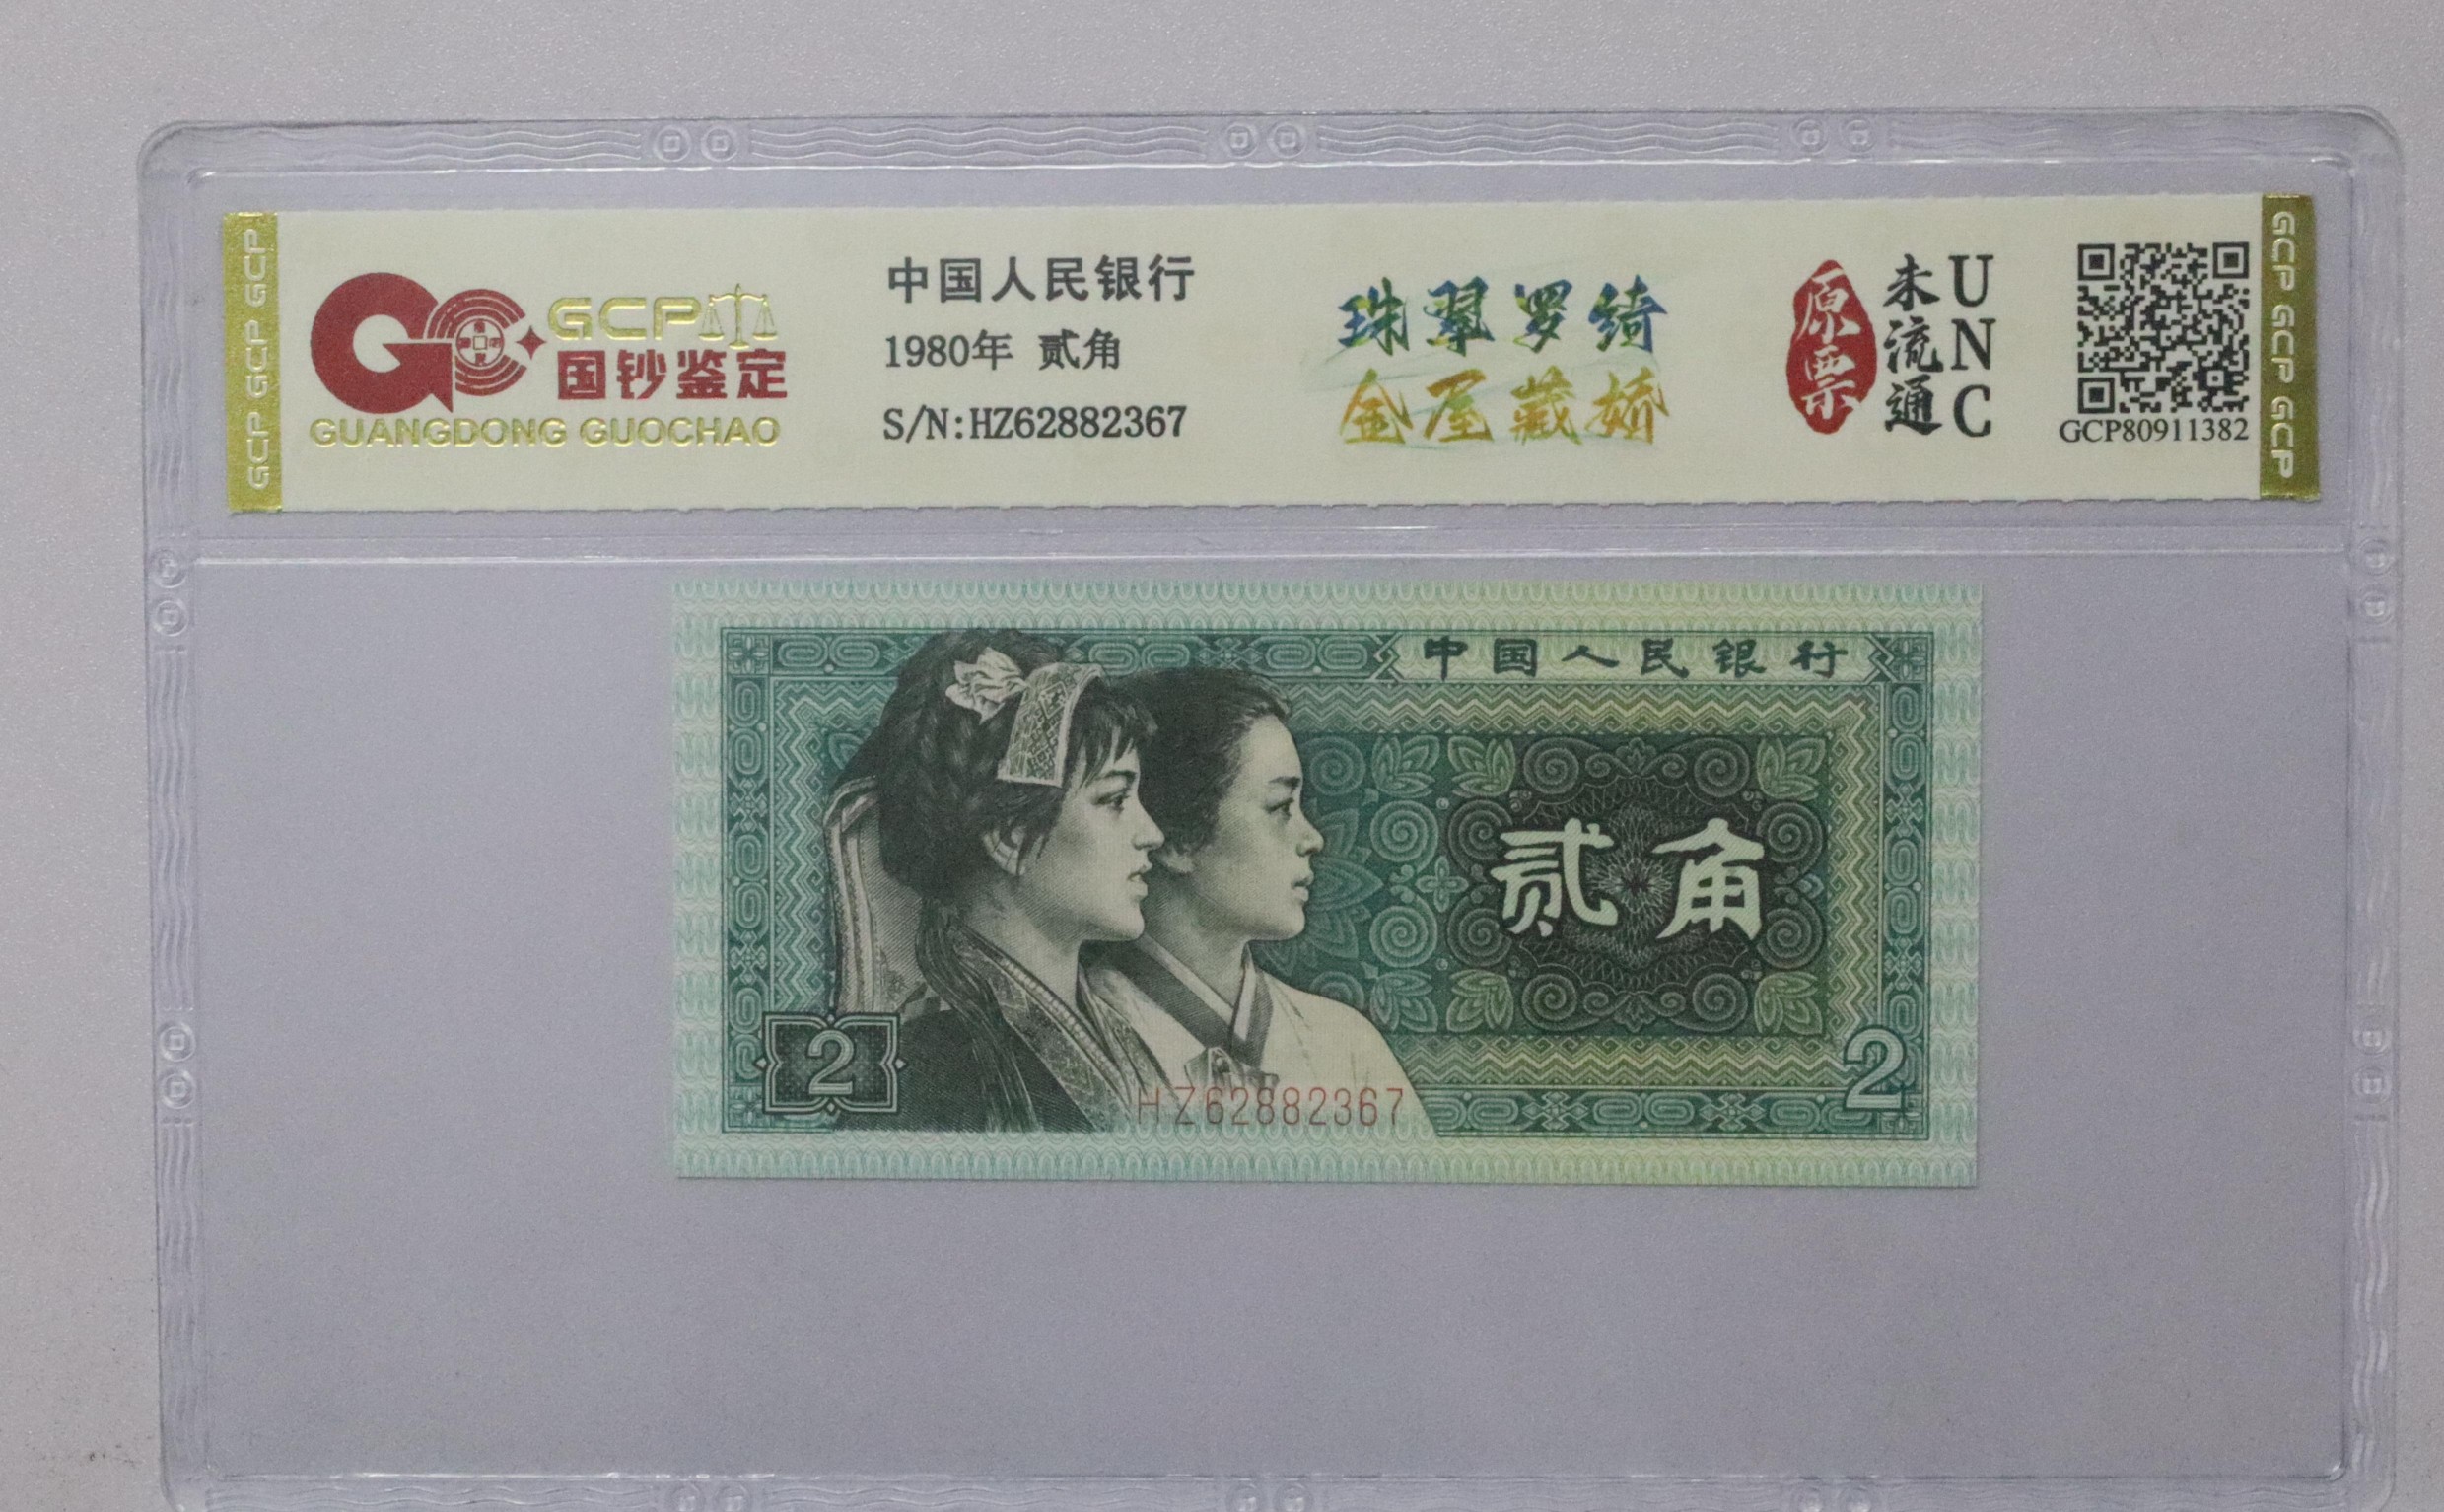 GCP GCP GCP
GCP
国钞鉴定
GUANGDONG GUOCHAO
中国人民银行
1980年 贰角
S/N:HZ62882367
珠翠罗绮
金屋藏娇
原票
未流通
UNC
GCP80911382
GCP GCP GCP
中国人民银行
贰角
2
2
HZ62882367